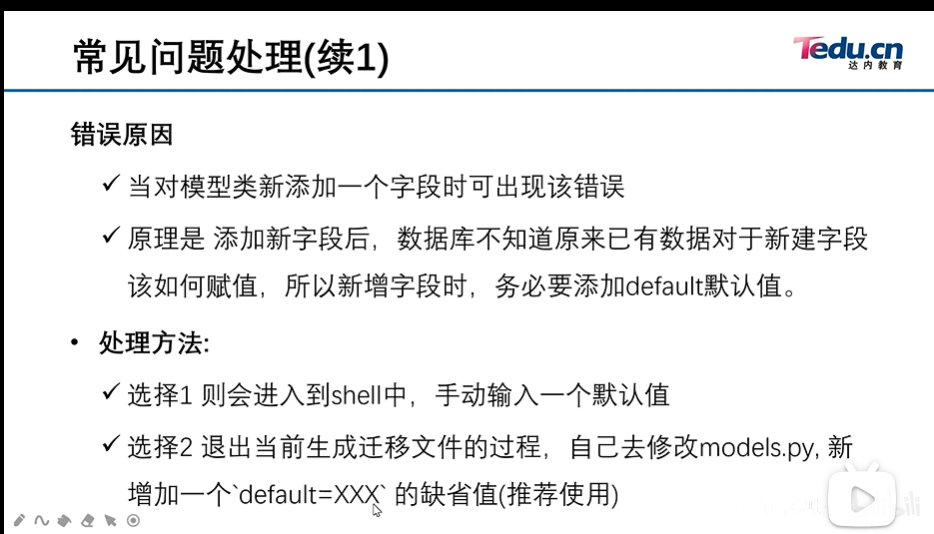 常见问题处理(续1)
Tedu.cn
达内教育
错误原因
✓ 当对模型类新添加一个字段时可出现该错误
✓ 原理是 添加新字段后，数据库不知道原来已有数据对于新建字段
该如何赋值，所以新增字段时，务必要添加default默认值。
• 处理方法:
✓ 选择1 则会进入到shell中，手动输入一个默认值
✓ 选择2 退出当前生成迁移文件的过程，自己去修改models.py, 新
增加一个`default=XXX` 的缺省值(推荐使用)